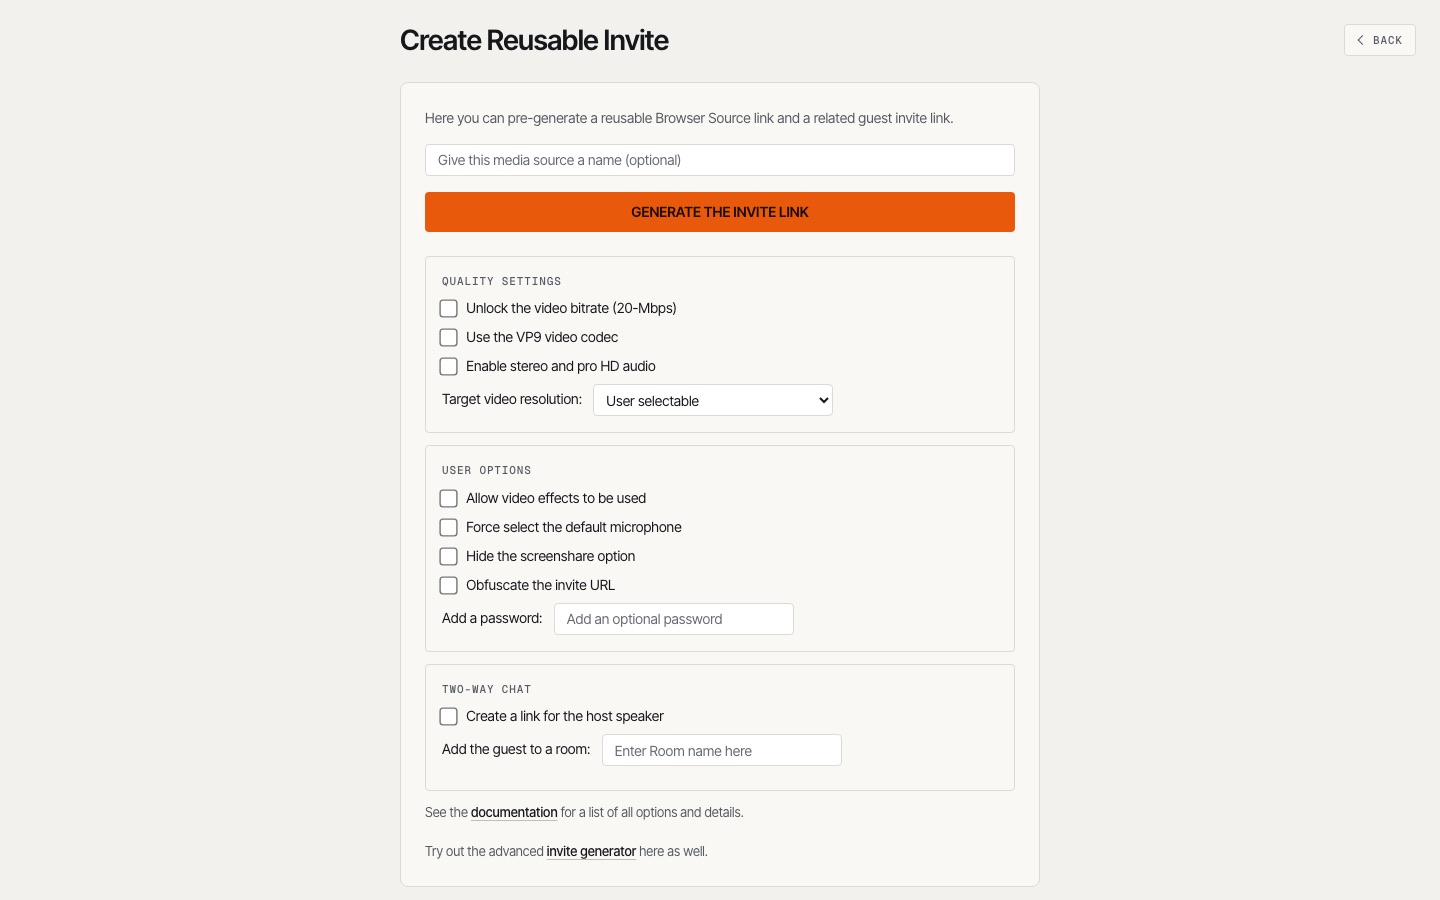 Create Reusable Invite
BACK
Here you can pre-generate a reusable Browser Source link and a related guest invite link.
Give this media source a name (optional)
GENERATE THE INVITE LINK
QUALITY SETTINGS
Unlock the video bitrate (20-Mbps)
Use the VP9 video codec
Enable stereo and pro HD audio
Target video resolution: User selectable
USER OPTIONS
Allow video effects to be used
Force select the default microphone
Hide the screenshare option
Obfuscate the invite URL
Add a password: Add an optional password
TWO-WAY CHAT
Create a link for the host speaker
Add the guest to a room: Enter Room name here
See the documentation for a list of all options and details.
Try out the advanced invite generator here as well.